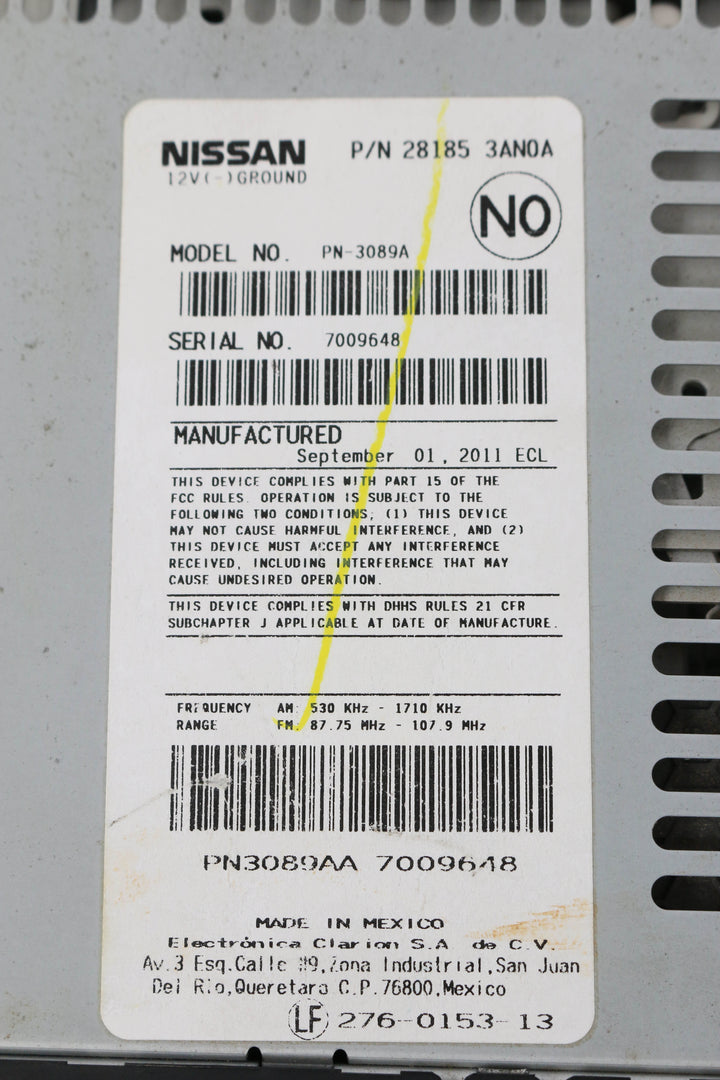 NISSAN P/N 28185 3AN0A
12V(-)GROUND
NO
MODEL NO. PN-3089A
SERIAL NO. 7009648
MANUFACTURED
September 01, 2011 ECL
THIS DEVICE COMPLIES WITH PART 15 OF THE
FCC RULES. OPERATION IS SUBJECT TO THE
FOLLOWING TWO CONDITIONS; (1) THIS DEVICE
MAY NOT CAUSE HARMFUL INTERFERENCE, AND (2)
THIS DEVICE MUST ACCEPT ANY INTERFERENCE
RECEIVED, INCLUDING INTERFERENCE THAT MAY
CAUSE UNDESIRED OPERATION.
THIS DEVICE COMPLIES WITH DHHS RULES 21 CFR
SUBCHAPTER J APPLICABLE AT DATE OF MANUFACTURE.
FREQUENCY AM: 530 KHz - 1710 KHz
RANGE FM: 87.75 MHz - 107.9 MHz
PN3089AA 7009648
MADE IN MEXICO
Electrónica Clarion S.A de C.V.
Av.3 Esq.Calle #9,Zona Industrial,San Juan
Del Río,Queretaro C.P.76800,Mexico
LF 276-0153-13